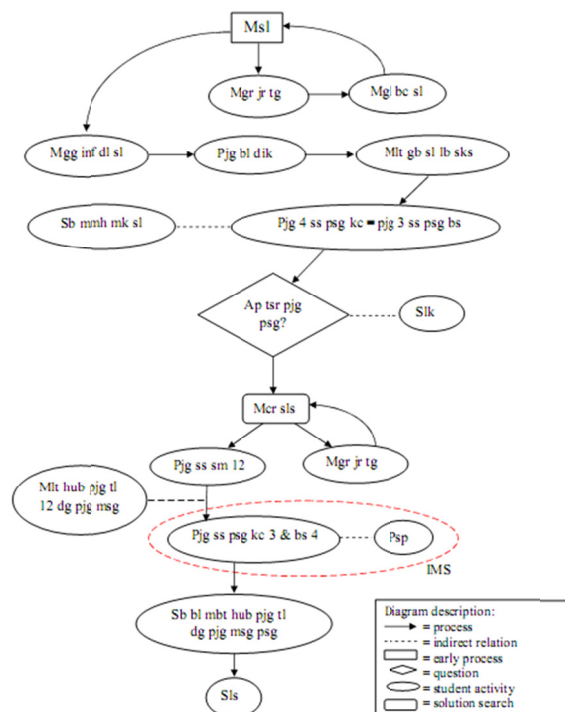 Msl
Mgr jr tg
Mgl bc sl
Mgg inf dl sl
Pjg bl dik
Mlt gb sl lb sks
Sb mmh mk sl
Pjg 4 ss psg kc = pjg 3 ss psg bs
Ap tsr pjg
psg?
Slk
Mcr sls
Pjg ss sm 12
Mgr jr tg
Mlt hub pjg tl
12 dg pjg msg
Pjg ss psg kc 3 & bs 4
Psp
IMS
Sb bl mbt hub pjg tl
dg pjg msg psg
Sls
Diagram description:
= process
= indirect relation
= early process
= question
= student activity
= solution search